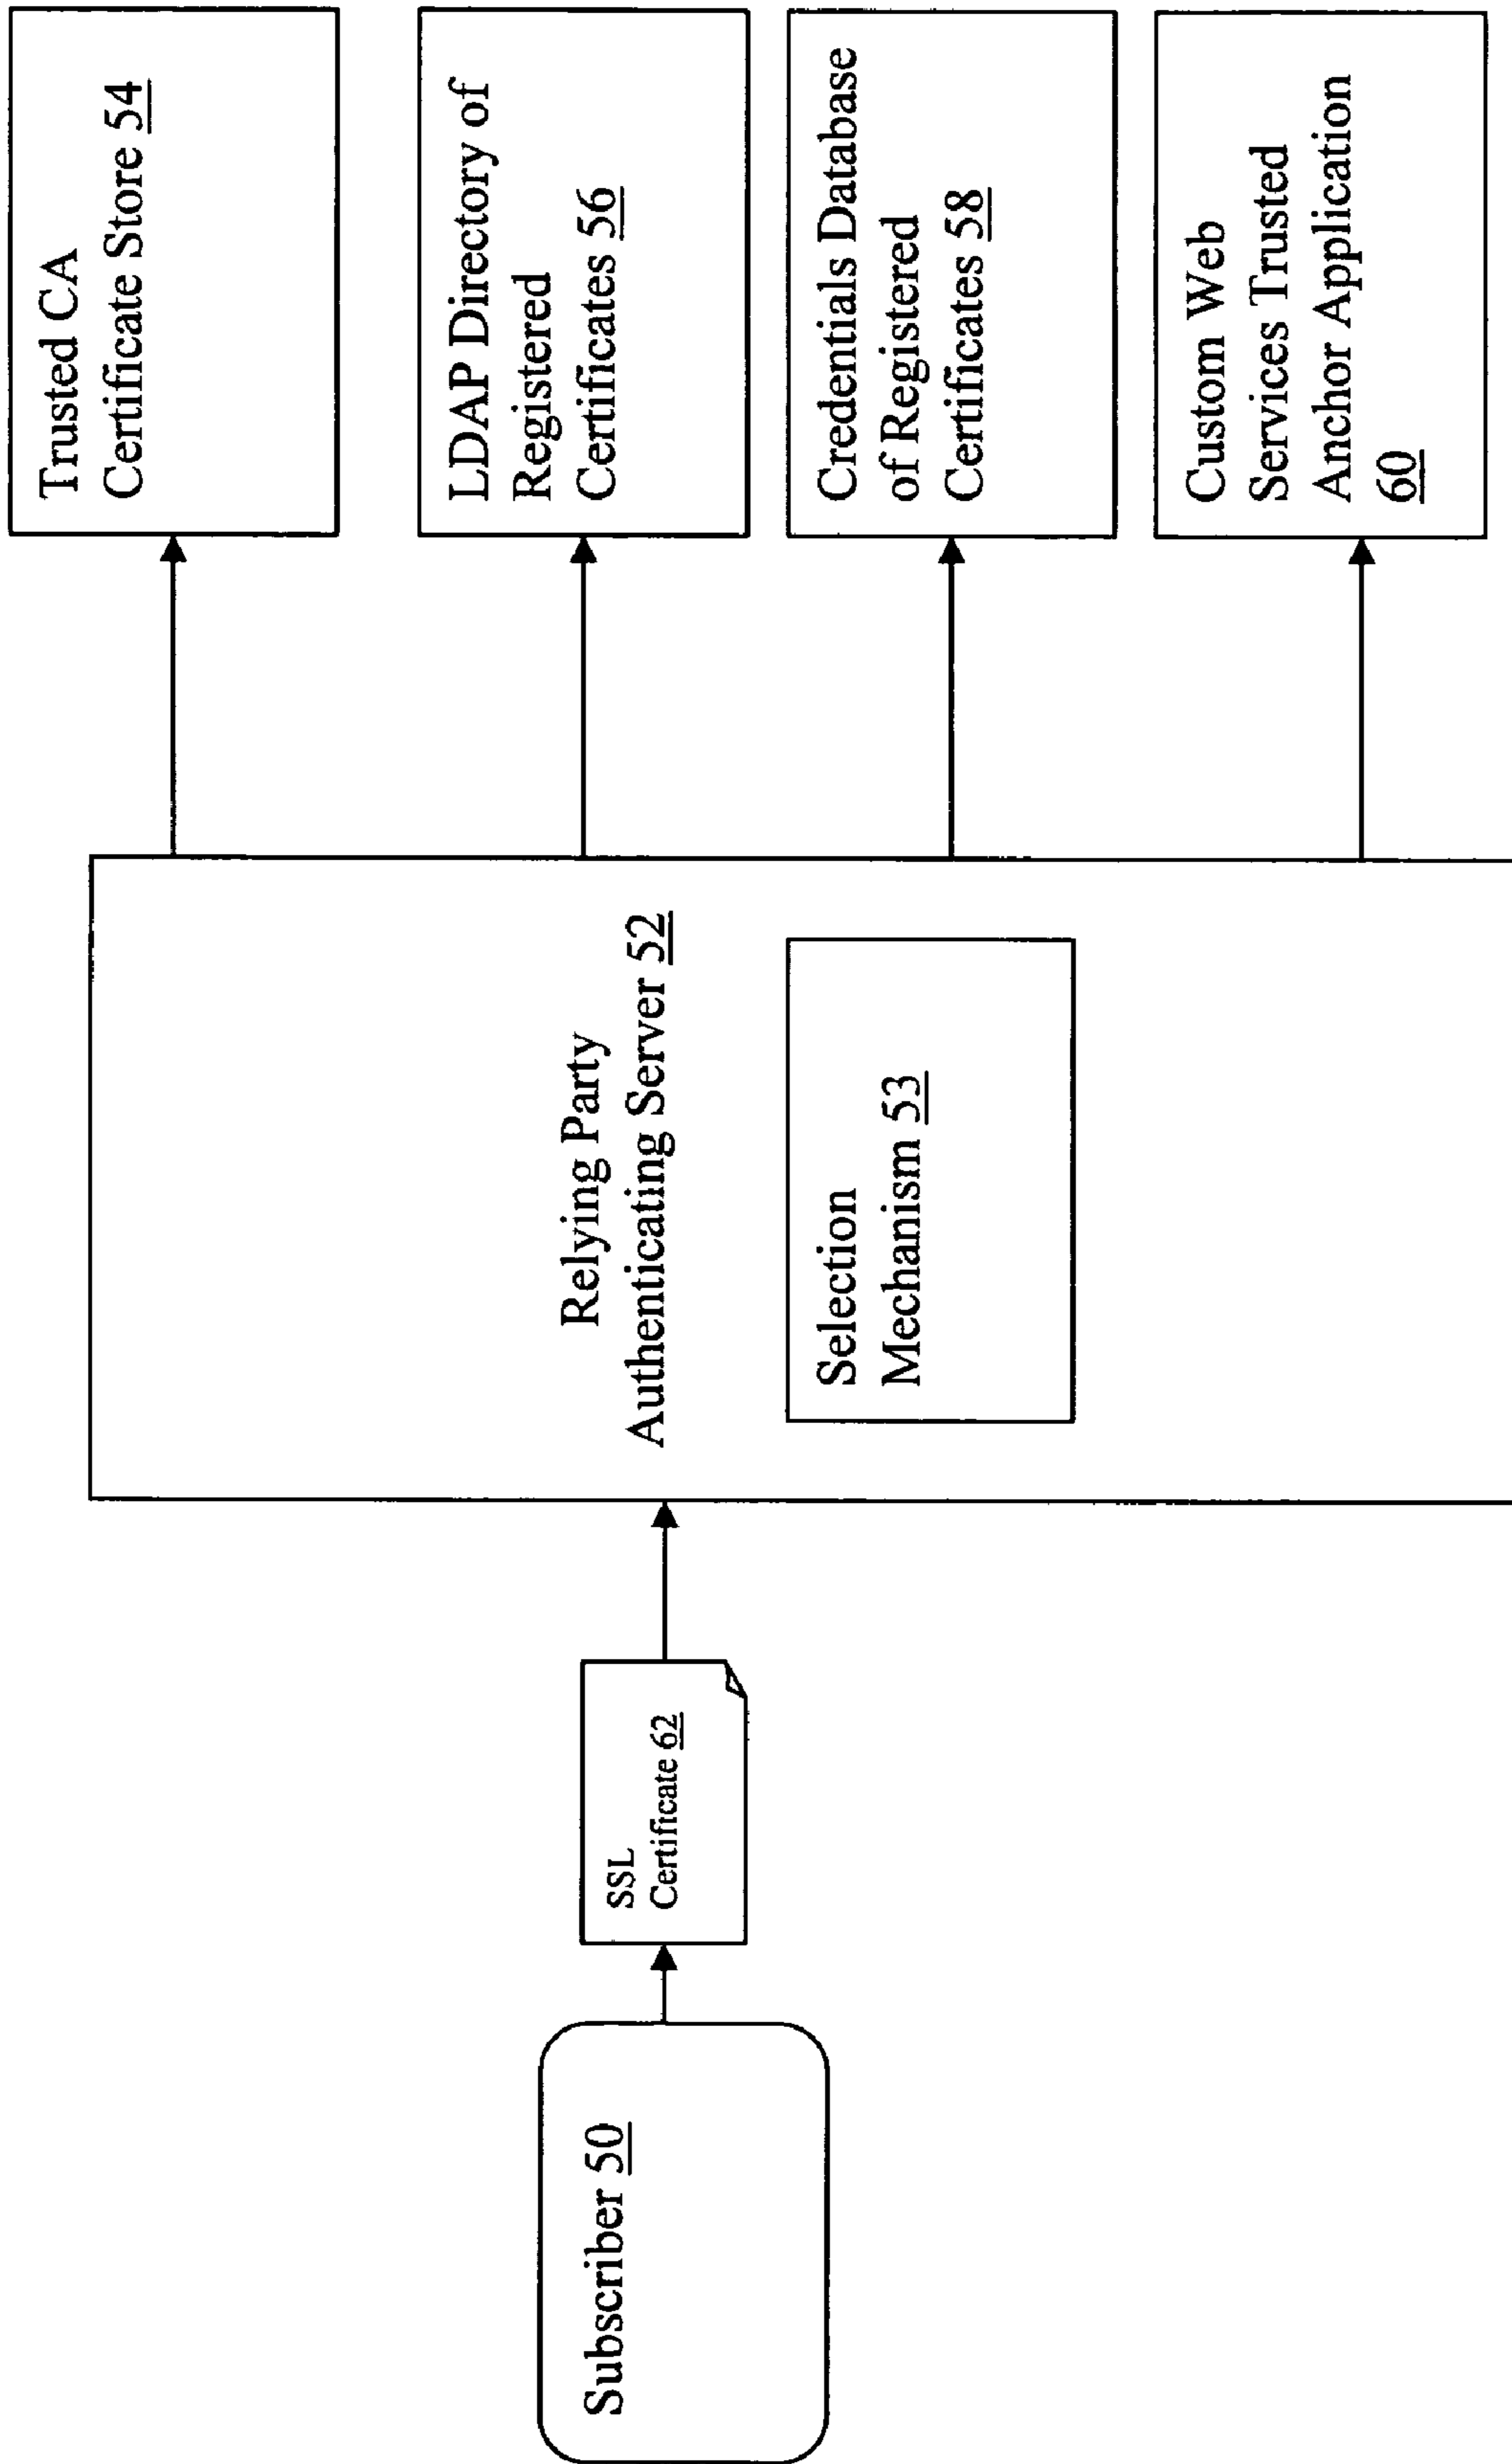 Subscriber 50
SSL
Certificate 62
Relying Party
Authenticating Server 52
Selection
Mechanism 53
Trusted CA
Certificate Store 54
LDAP Directory of
Registered
Certificates 56
Credentials Database
of Registered
Certificates 58
Custom Web
Services Trusted
Anchor Application
60